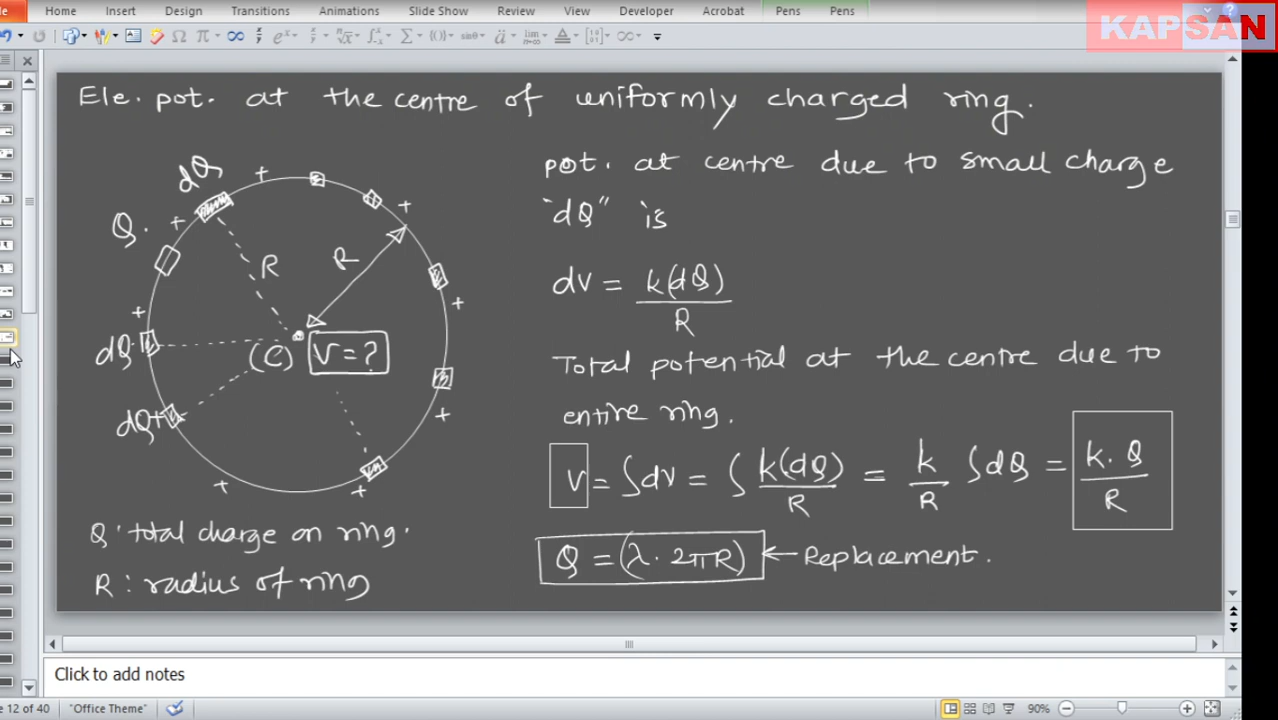 Home Insert Design Transitions Animations Slide Show Review View Developer Acrobat Pens Pens
KAPSAN
Ele. pot. at the centre of uniformly charged ring.
dQ
Q.
R
R
dQ
(C) V = ?
dQ
Q: total charge on ring.
R: radius of ring
pot. at centre due to small charge
"dQ" is
dv = k(dQ) / R
Total potential at the centre due to
entire ring.
V = ∫dv = ∫ k(dQ) / R = k / R ∫dQ = k. Q / R
Q = (λ. 2πR) ← Replacement.
Click to add notes
12 of 40 "Office Theme" 90%